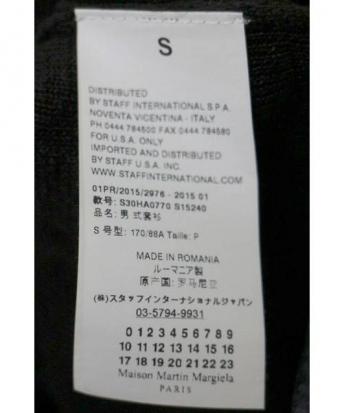 S
DISTRIBUTED
BY STAFF INTERNATIONAL S.P.A.
NOVENTA VICENTINA - ITALY
PH 0444 784500 FAX 0444 784580
FOR U.S.A. ONLY
IMPORTED AND DISTRIBUTED
BY STAFF U.S.A. INC.
WWW.STAFFINTERNATIONAL.COM
01PR/2015/2976 - 2015 01
款号: S30HA0770 S15240
品名: 男式套衫
S 号型: 170/88A Taille: P
MADE IN ROMANIA
ルーマニア製
原产国: 罗马尼亚
(株)スタッフインターナショナルジャパン
03-5794-9931
0 1 2 3 4 5 6 7 8 9
10 11 12 13 14 15 16
17 18 19 20 21 22 23
Maison Martin Margiela
PARIS